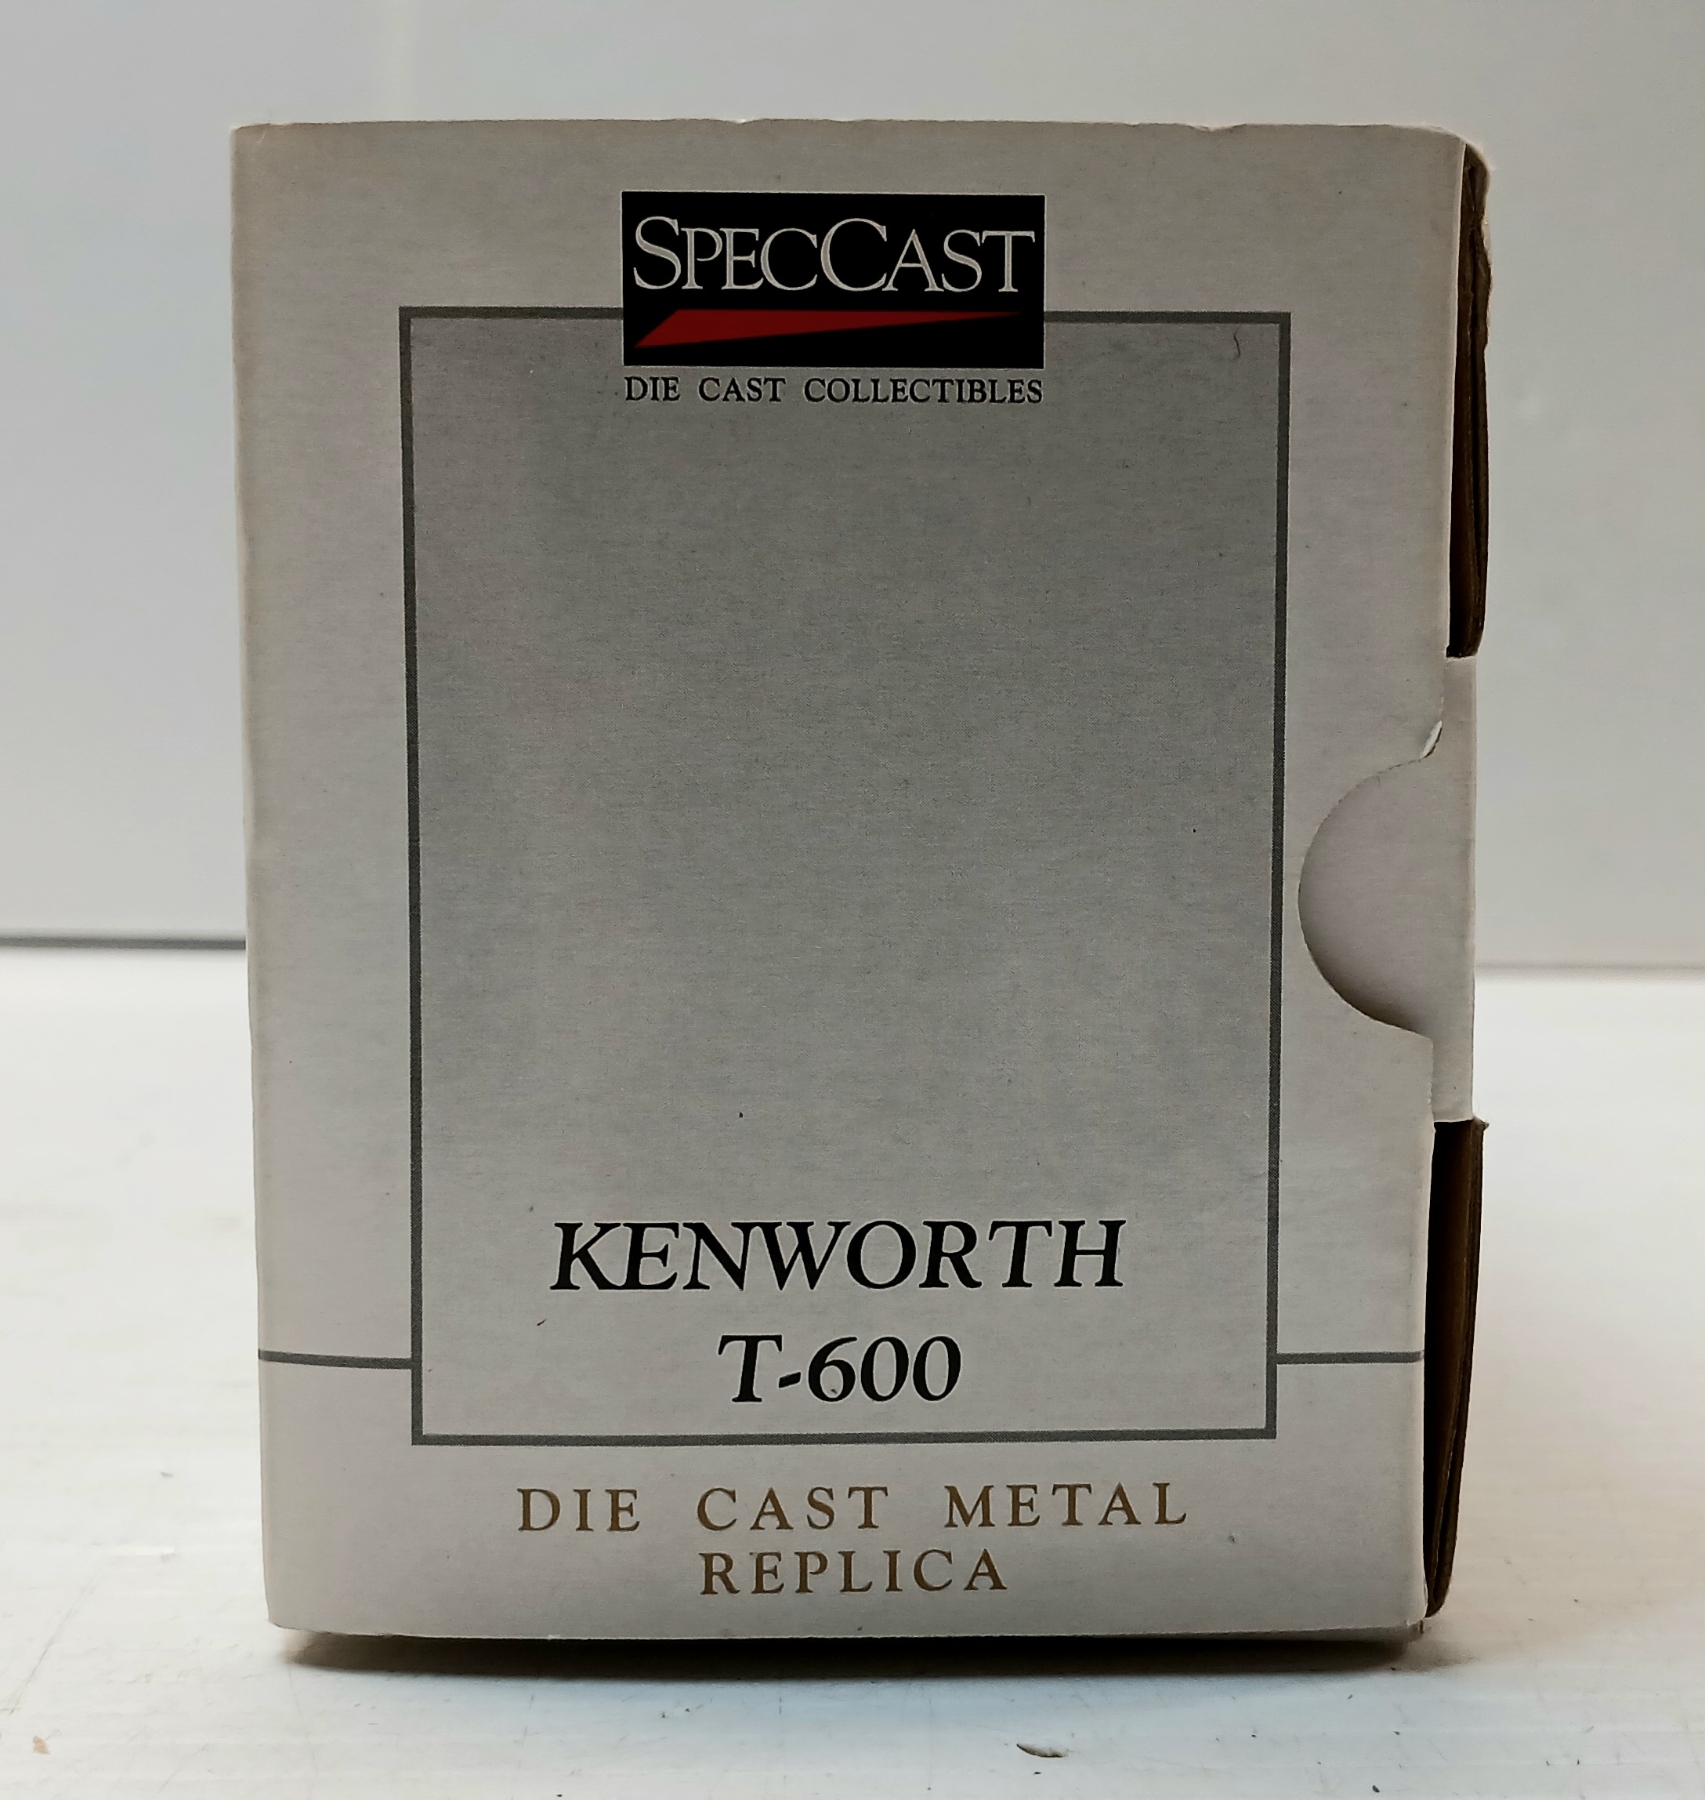 SPECCAST
DIE CAST COLLECTIBLES
KENWORTH
T-600
DIE CAST METAL
REPLICA